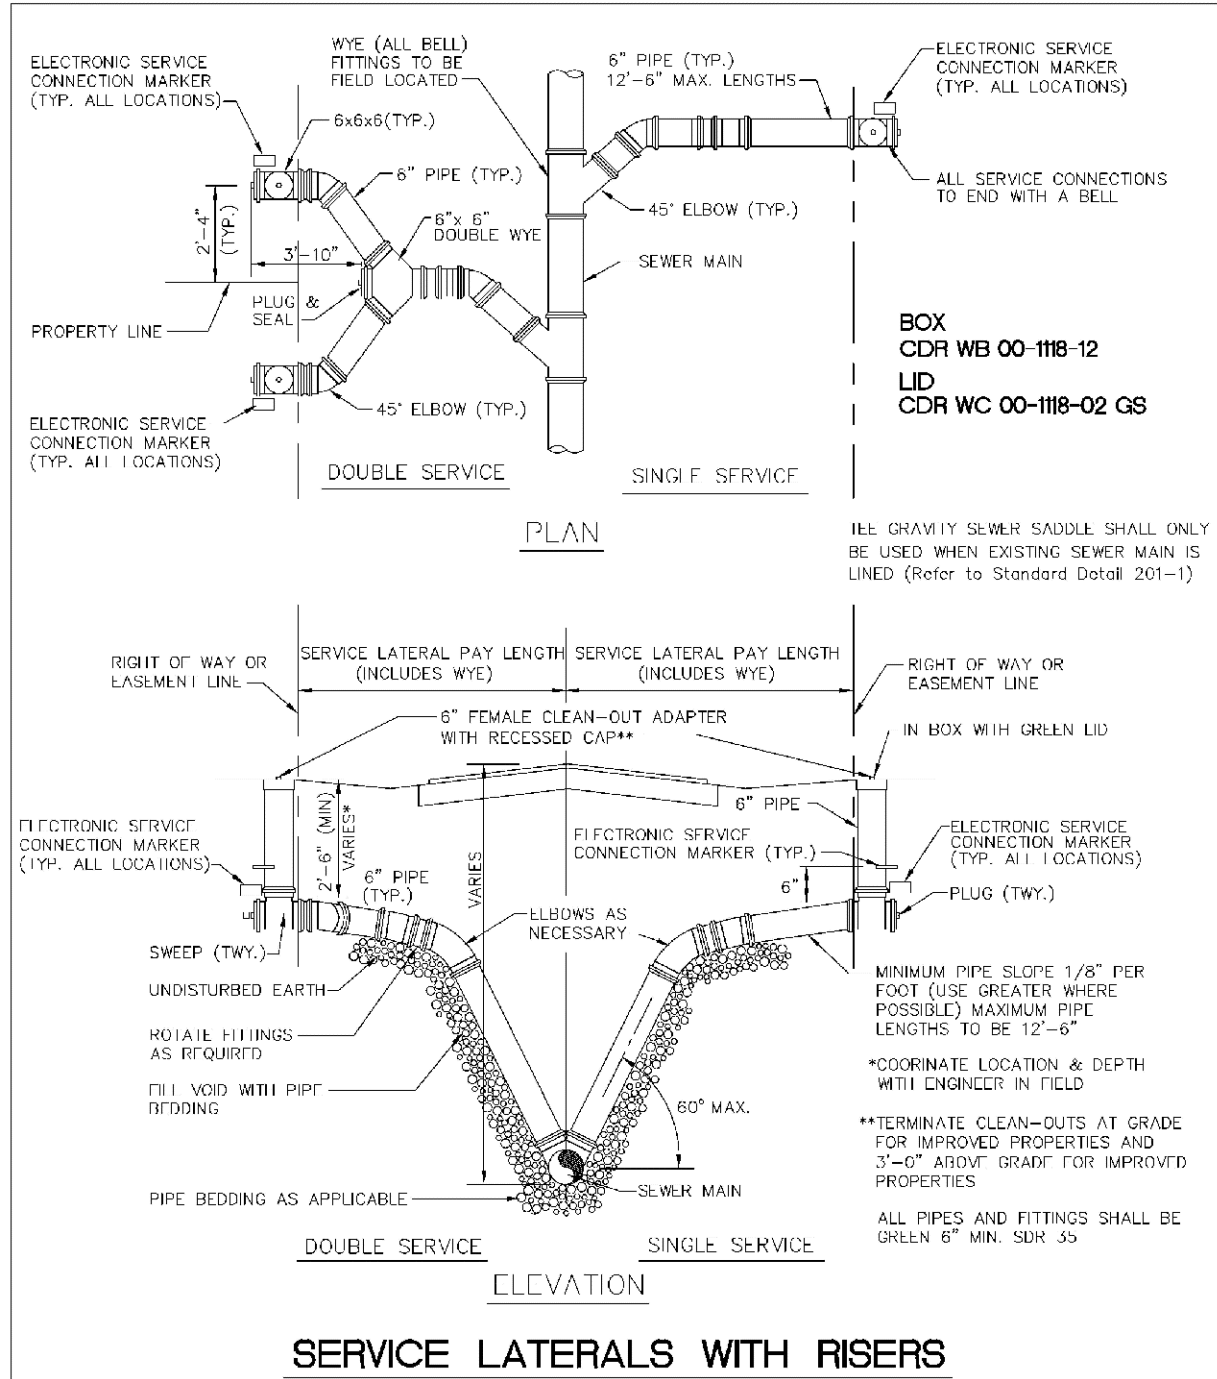 ELECTRONIC SERVICE
CONNECTION MARKER
(TYP. ALL LOCATIONS)
WYE (ALL BELL)
FITTINGS TO BE
FIELD LOCATED
6" PIPE (TYP.)
12'-6" MAX. LENGTHS
ELECTRONIC SERVICE
CONNECTION MARKER
(TYP. ALL LOCATIONS)
6x6x6(TYP.)
6" PIPE (TYP.)
6"x 6"
DOUBLE WYE
45° ELBOW (TYP.)
ALL SERVICE CONNECTIONS
TO END WITH A BELL
2'-4"
(TYP.)
3'-10"
SEWER MAIN
PLUG &
SEAL
PROPERTY LINE
BOX
CDR WB 00-1118-12
LID
CDR WC 00-1118-02 GS
45° ELBOW (TYP.)
ELECTRONIC SERVICE
CONNECTION MARKER
(TYP. ALL LOCATIONS)
DOUBLE SERVICE
SINGLE SERVICE
PLAN
TEE GRAVITY SEWER SADDLE SHALL ONLY
BE USED WHEN EXISTING SEWER MAIN IS
LINED (Refer to Standard Detail 201-1)
RIGHT OF WAY OR
EASEMENT LINE
SERVICE LATERAL PAY LENGTH
(INCLUDES WYE)
SERVICE LATERAL PAY LENGTH
(INCLUDES WYE)
RIGHT OF WAY OR
EASEMENT LINE
6" FEMALE CLEAN-OUT ADAPTER
WITH RECESSED CAP**
IN BOX WITH GREEN LID
2'-6" (MIN)
VARIES*
VARIES
6" PIPE
ELECTRONIC SERVICE
CONNECTION MARKER
(TYP. ALL LOCATIONS)
ELECTRONIC SERVICE
CONNECTION MARKER (TYP.)
ELECTRONIC SERVICE
CONNECTION MARKER
(TYP. ALL LOCATIONS)
6" PIPE
(TYP.)
6"
PLUG (TWY.)
ELBOWS AS
NECESSARY
SWEEP (TWY.)
UNDISTURBED EARTH
MINIMUM PIPE SLOPE 1/8" PER
FOOT (USE GREATER WHERE
POSSIBLE) MAXIMUM PIPE
LENGTHS TO BE 12'-6"
ROTATE FITTINGS
AS REQUIRED
*COORINATE LOCATION & DEPTH
WITH ENGINEER IN FIELD
FILL VOID WITH PIPE
BEDDING
60° MAX.
**TERMINATE CLEAN-OUTS AT GRADE
FOR IMPROVED PROPERTIES AND
3'-0" ABOVE GRADE FOR IMPROVED
PROPERTIES
PIPE BEDDING AS APPLICABLE
SEWER MAIN
ALL PIPES AND FITTINGS SHALL BE
GREEN 6" MIN. SDR 35
DOUBLE SERVICE
SINGLE SERVICE
ELEVATION
SERVICE LATERALS WITH RISERS